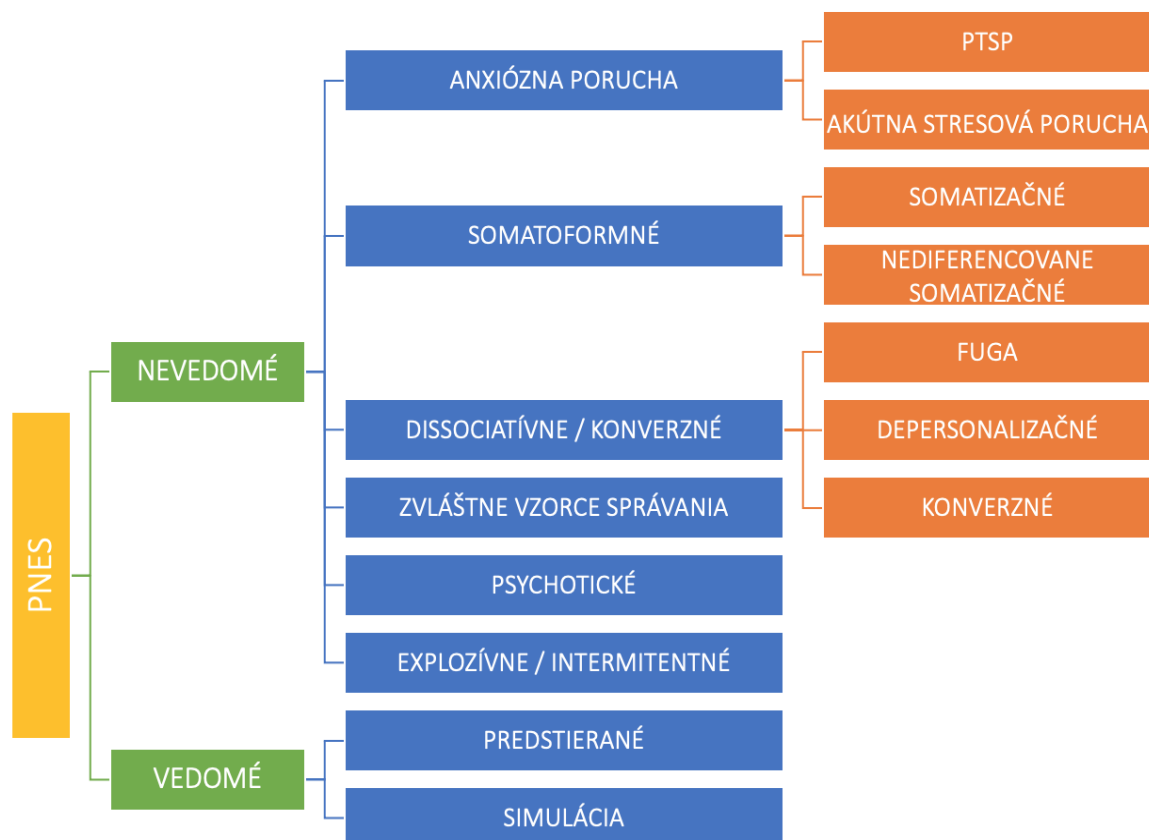 PNES
NEVEDOMÉ
ANXIÓZNA PORUCHA
PTSP
AKÚTNA STRESOVÁ PORUCHA
SOMATOFORMNÉ
SOMATIZAČNÉ
NEDIFERENCOVANE
SOMATIZAČNÉ
DISSOCIATÍVNE / KONVERZNÉ
FUGA
DEPERSONALIZAČNÉ
KONVERZNÉ
ZVLÁŠTNE VZORCE SPRÁVANIA
PSYCHOTICKÉ
EXPLOZÍVNE / INTERMITENTNÉ
VEDOMÉ
PREDSTIERANÉ
SIMULÁCIA